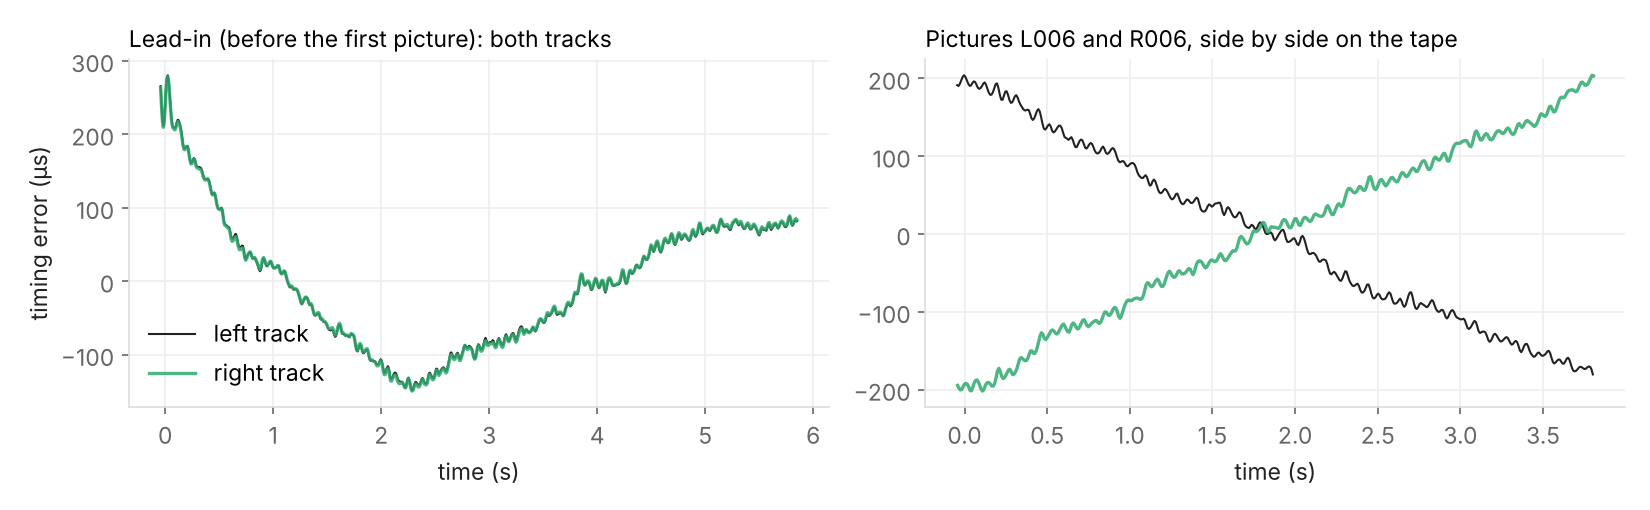 Lead-in (before the first picture): both tracks
300
200
100
0
−100
timing error (µs)
left track
right track
0 1 2 3 4 5 6
time (s)
Pictures L006 and R006, side by side on the tape
200
100
0
−100
−200
0.0 0.5 1.0 1.5 2.0 2.5 3.0 3.5
time (s)